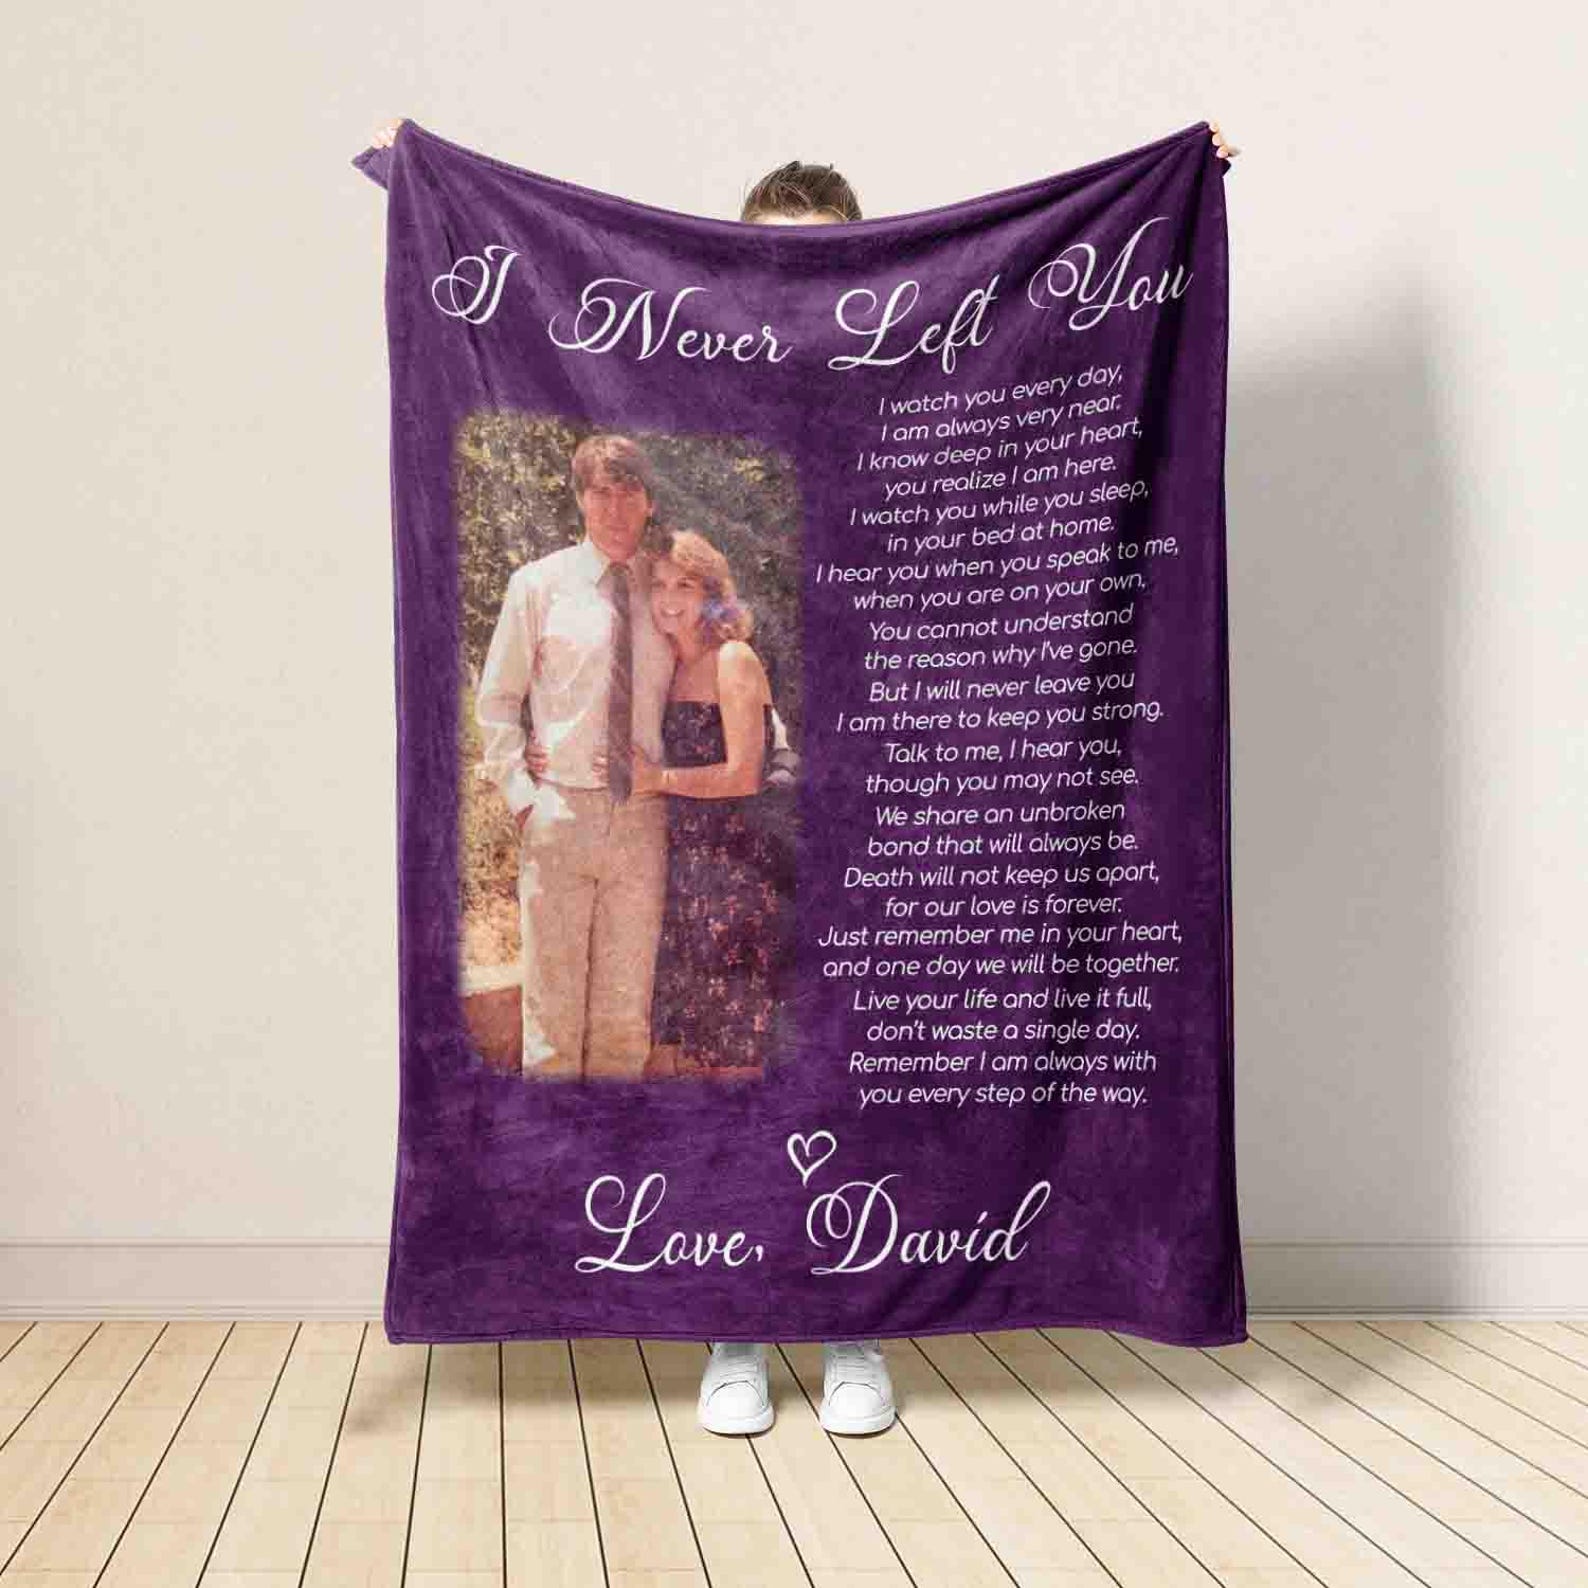 I Never Left You
I watch you every day,
I am always very near.
I know deep in your heart,
you realize I am here.
I watch you while you sleep,
in your bed at home.
I hear you when you speak to me,
when you are on your own,
You cannot understand
the reason why I've gone.
But I will never leave you
I am there to keep you strong.
Talk to me, I hear you,
though you may not see.
We share an unbroken
bond that will always be.
Death will not keep us apart,
for our love is forever.
Just remember me in your heart,
and one day we will be together.
Live your life and live it full,
don't waste a single day.
Remember I am always with
you every step of the way.
Love, David